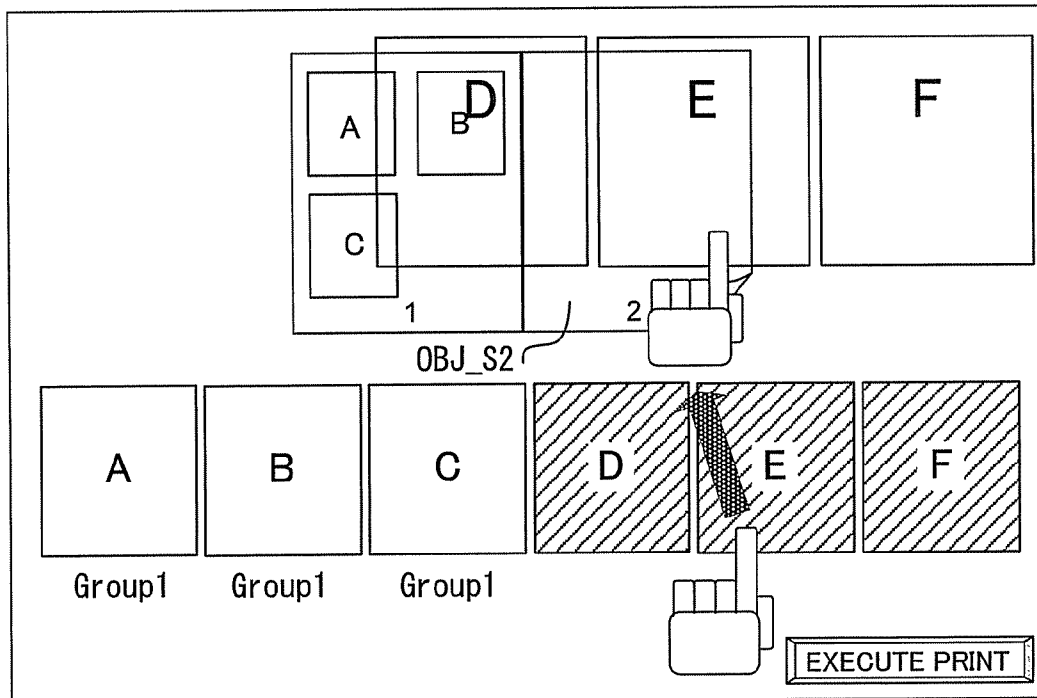 D E F
A B
C
1 2
OBJ_S2
A B C D E F
Group1 Group1 Group1
EXECUTE PRINT